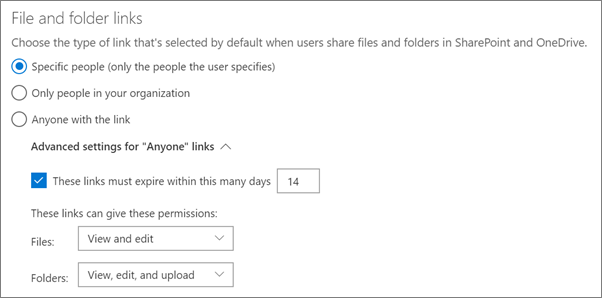 File and folder links
Choose the type of link that's selected by default when users share files and folders in SharePoint and OneDrive.
Specific people (only the people the user specifies)
Only people in your organization
Anyone with the link
Advanced settings for "Anyone" links
These links must expire within this many days 14
These links can give these permissions:
Files: View and edit
Folders: View, edit, and upload